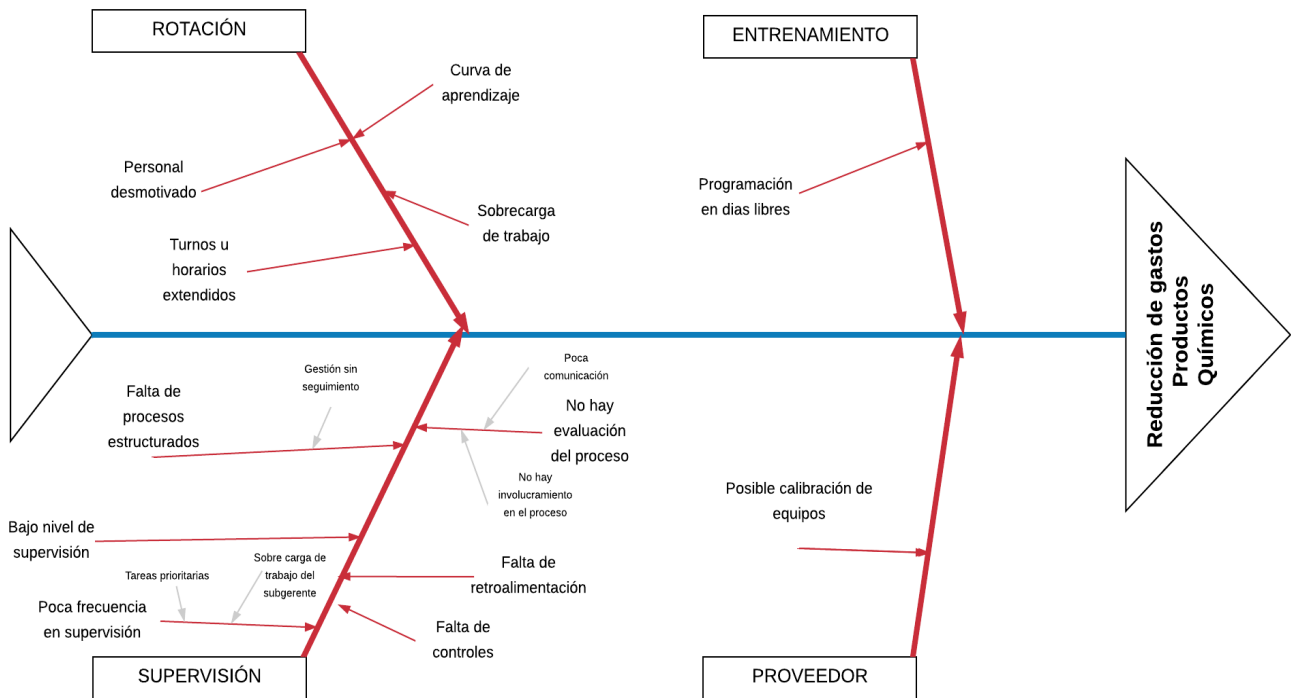 ROTACIÓN
ENTRENAMIENTO
Curva de
aprendizaje
Personal
desmotivado
Sobrecarga
de trabajo
Turnos u
horarios
extendidos
Programación
en dias libres
Reducción de gastos
Productos
Químicos
Gestión sin
seguimiento
Poca
comunicación
Falta de
procesos
estructurados
No hay
evaluación
del proceso
No hay
involucramiento
en el proceso
Posible calibración de
equipos
Bajo nivel de
supervisión
Tareas prioritarias
Sobre carga de
trabajo del
subgerente
Falta de
retroalimentación
Poca frecuencia
en supervisión
Falta de
controles
SUPERVISIÓN
PROVEEDOR